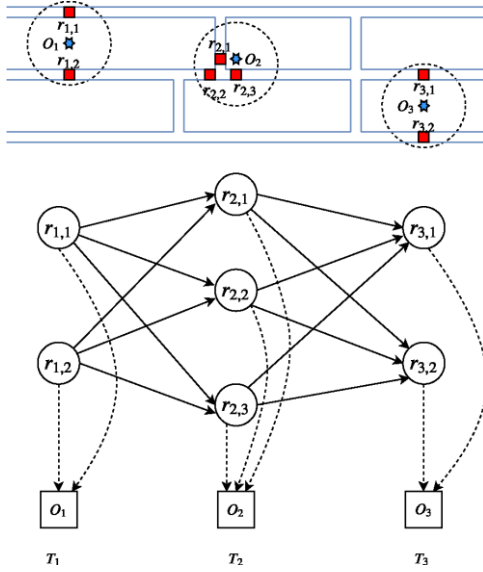 r1,1
O1
r1,2
r2,1
O2
r2,2 r2,3
r3,1
O3
r3,2
r2,1
r1,1 r3,1
r2,2
r1,2 r3,2
r2,3
O1 O2 O3
T1 T2 T3